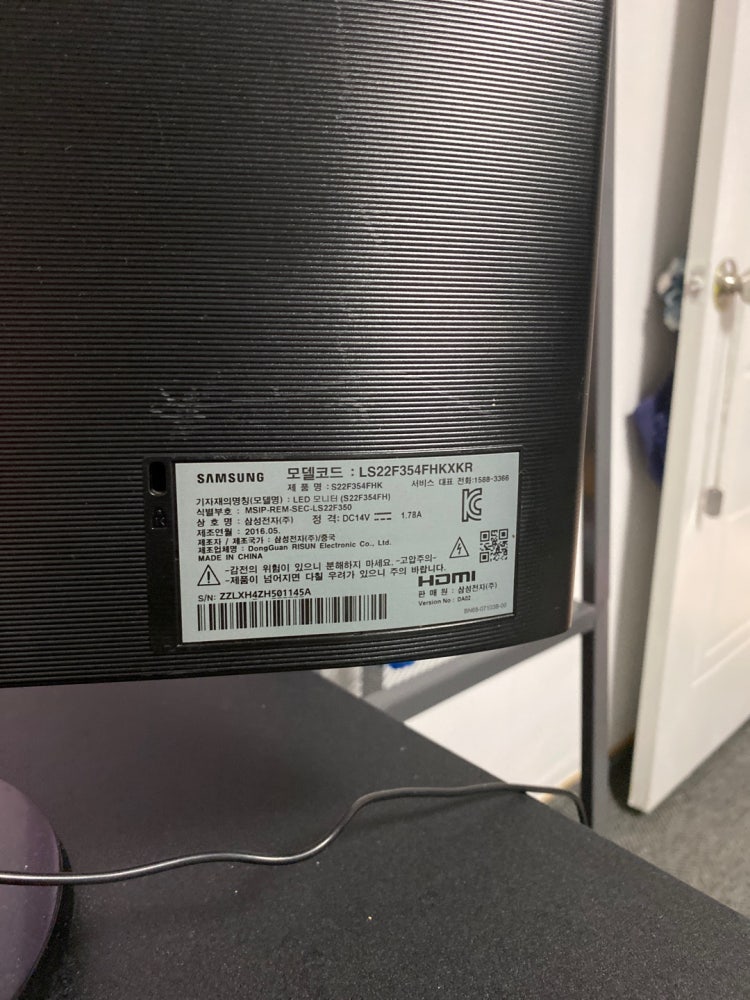 SAMSUNG
모델코드 : LS22F354FHKXKR
제 품 명 : S22F354FHK
서비스 대표 전화:1588-3366
기자재의명칭(모델명) : LED 모니터 (S22F354FH)
식별부호 : MSIP-REM-SEC-LS22F350
상 호 명 : 삼성전자(주) 정 격: DC14V 1.78A
제조연월 : 2016.05.
제조자 / 제조국가 : 삼성전자(주)/중국
제조업체명 : DongGuan RISUN Electronic Co., Ltd.
MADE IN CHINA
-감전의 위험이 있으니 분해하지 마세요.-고압주의-
-제품이 넘어지면 다칠 우려가 있으니 주의 바랍니다.
HDMI
S/N: ZZLXH4ZH501145A
판 매 원 : 삼성전자(주)
Version No : DA02